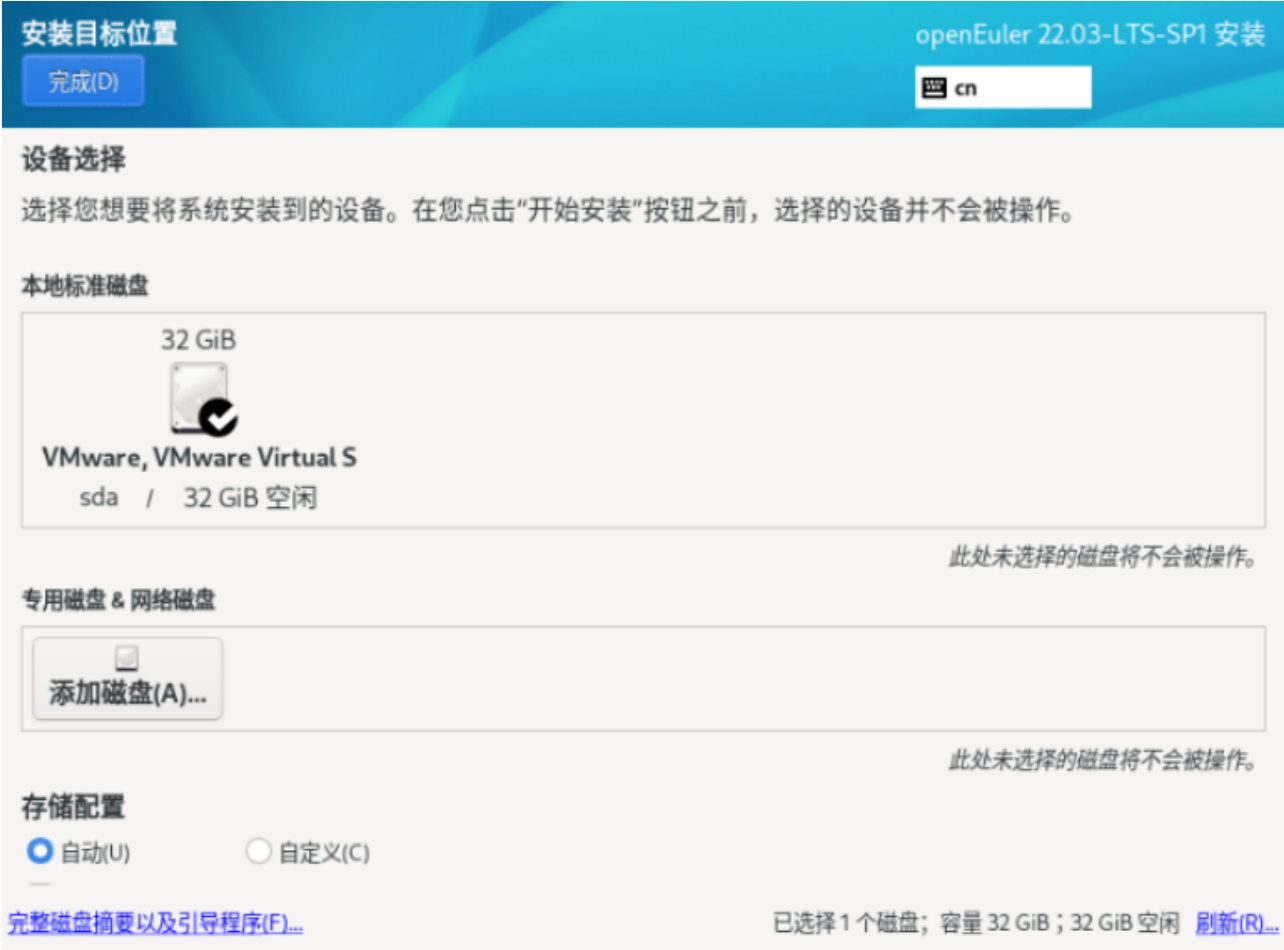 安装目标位置
openEuler 22.03-LTS-SP1 安装
完成(D)
cn
设备选择
选择您想要将系统安装到的设备。在您点击“开始安装”按钮之前，选择的设备并不会被操作。
本地标准磁盘
32 GiB
VMware, VMware Virtual S
sda / 32 GiB 空闲
此处未选择的磁盘将不会被操作。
专用磁盘 & 网络磁盘
添加磁盘(A)...
此处未选择的磁盘将不会被操作。
存储配置
自动(U) 自定义(C)
完整磁盘摘要以及引导程序(F)... 已选择 1 个磁盘；容量 32 GiB；32 GiB 空闲 刷新(R)...